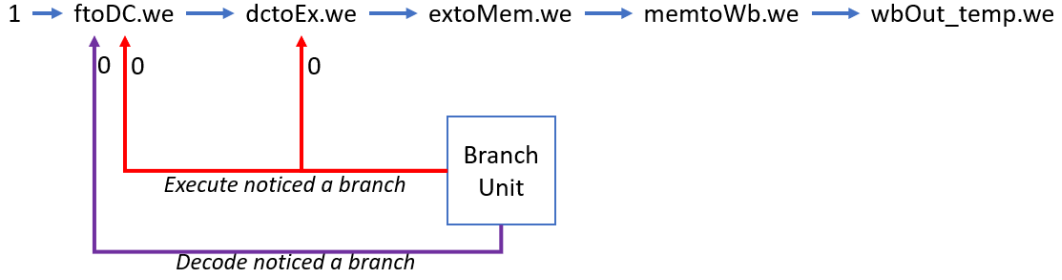 1 ftoDC.we dctoEx.we extoMem.we memtoWb.we wbOut_temp.we
0 0 0
Branch
Unit
Execute noticed a branch
Decode noticed a branch